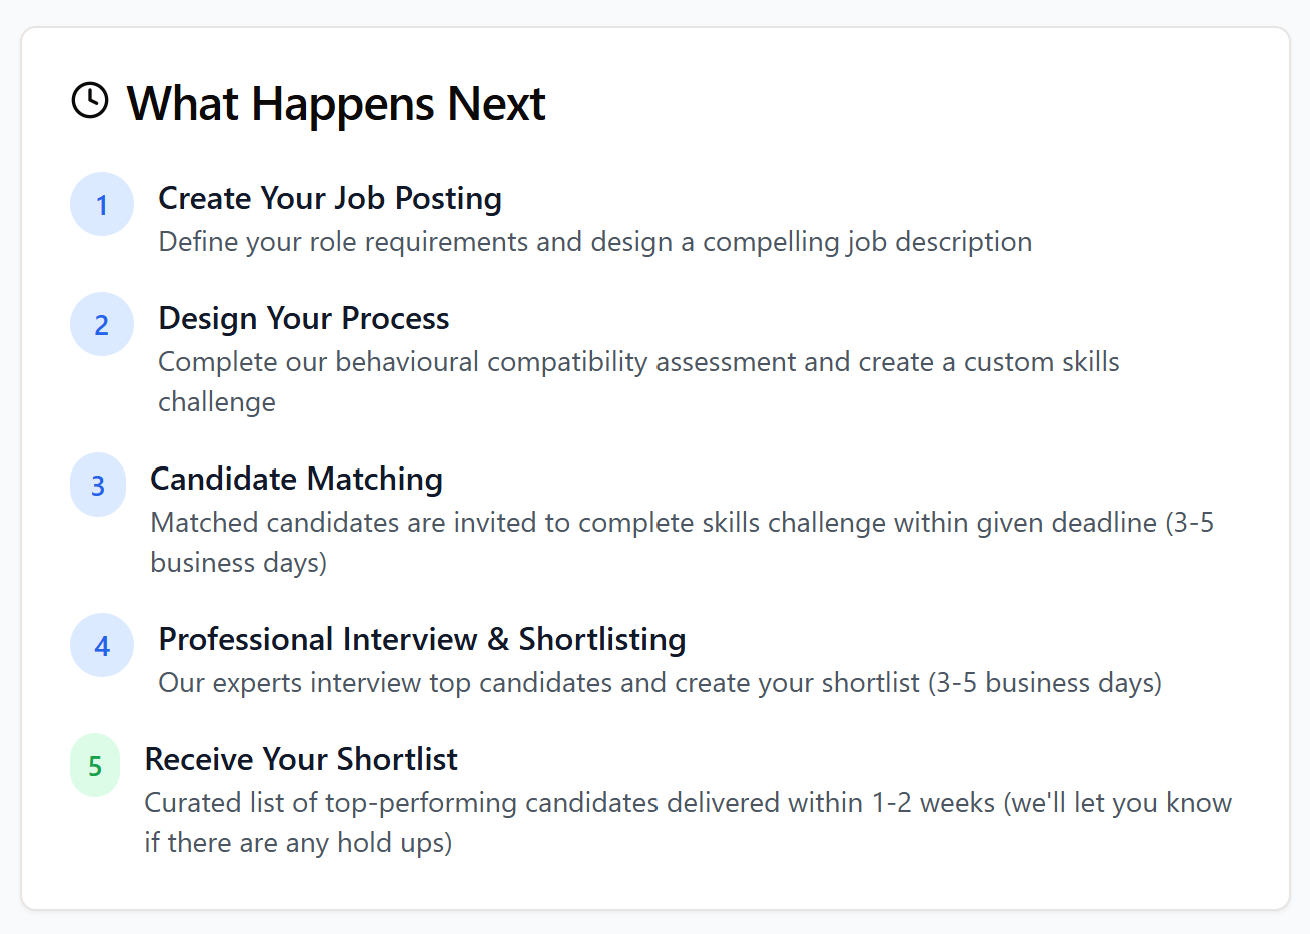 What Happens Next
1
Create Your Job Posting
Define your role requirements and design a compelling job description
2
Design Your Process
Complete our behavioural compatibility assessment and create a custom skills
challenge
3
Candidate Matching
Matched candidates are invited to complete skills challenge within given deadline (3-5
business days)
4
Professional Interview & Shortlisting
Our experts interview top candidates and create your shortlist (3-5 business days)
5
Receive Your Shortlist
Curated list of top-performing candidates delivered within 1-2 weeks (we'll let you know
if there are any hold ups)